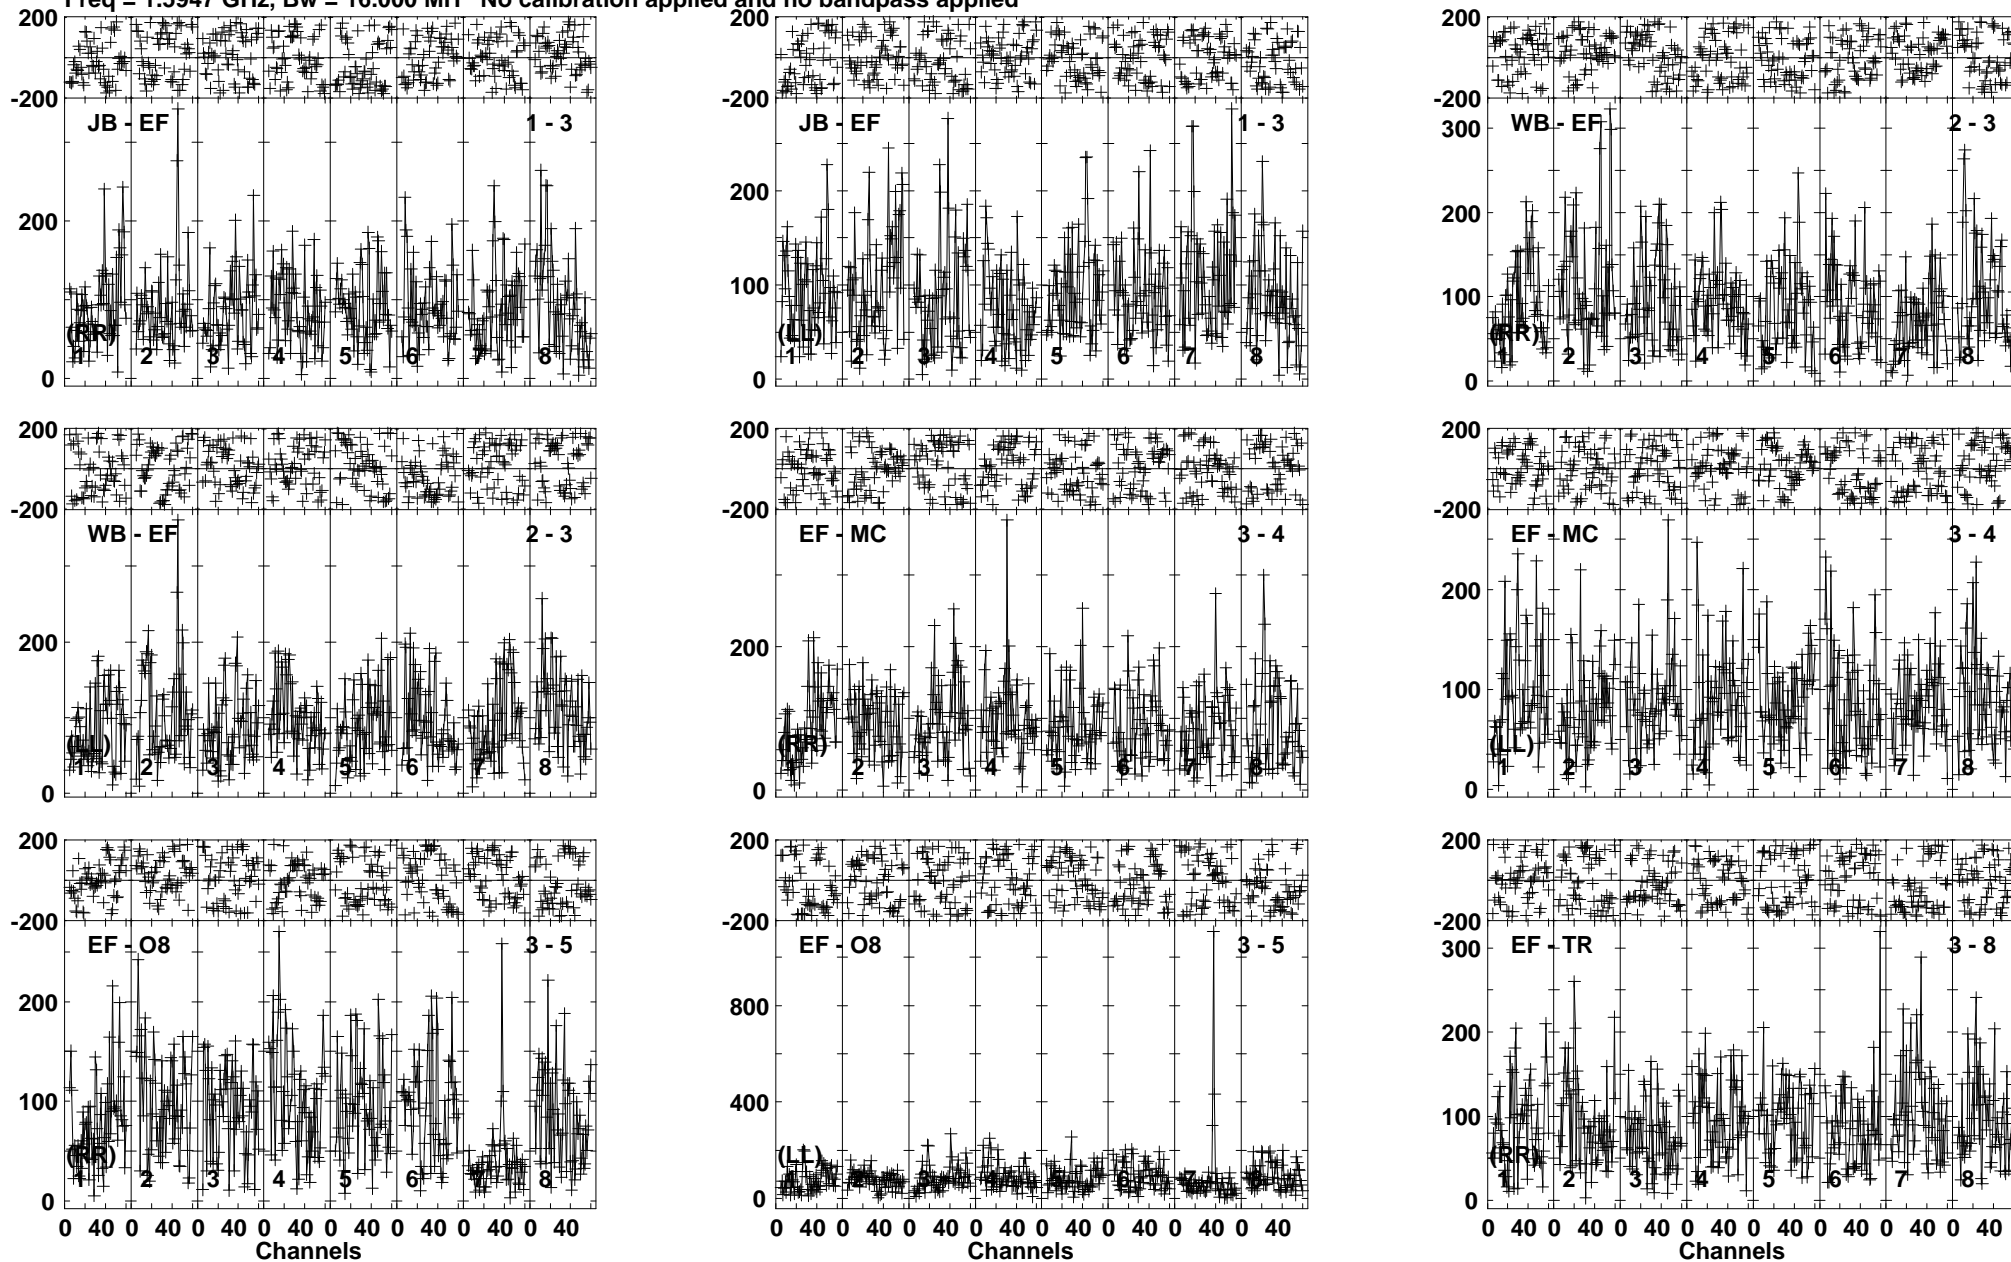 Freq = 1.5947 GHz, Bw = 16.000 MH No calibration applied and no bandpass applied
200 200 200
-200 -200 -200
JB - EF 1 - 3 JB - EF 1 - 3 WB - EF 2 - 3
300
200 200 200
100 100
(RR) (LL) (RR)
1 2 3 4 5 6 7 8 1 2 3 4 5 6 7 8 1 2 3 4 5 6 7 8
0 0 0
200 200 200
-200 -200 -200
WB - EF 2 - 3 EF - MC 3 - 4 EF - MC 3 - 4
200 200 200
100
(LL) (RR) (LL)
1 2 3 4 5 6 7 8 1 2 3 4 5 6 7 8 1 2 3 4 5 6 7 8
0 0 0
200 200 200
-200 -200 -200
EF - O8 3 - 5 EF - O8 3 - 5 EF - TR 3 - 8
300
200 800 200
100 400 100
(RR) (LL) (RR)
1 2 3 4 5 6 7 8 1 2 3 4 5 6 7 8 1 2 3 4 5 6 7 8
0 0 0
0 40 0 40 0 40 0 40 0 40 0 40 0 40 0 40 0 40 0 40 0 40 0 40 0 40 0 40 0 40 0 40 0 40 0 40 0 40 0 40 0 40 0 40 0 40 0 40
Channels Channels Channels